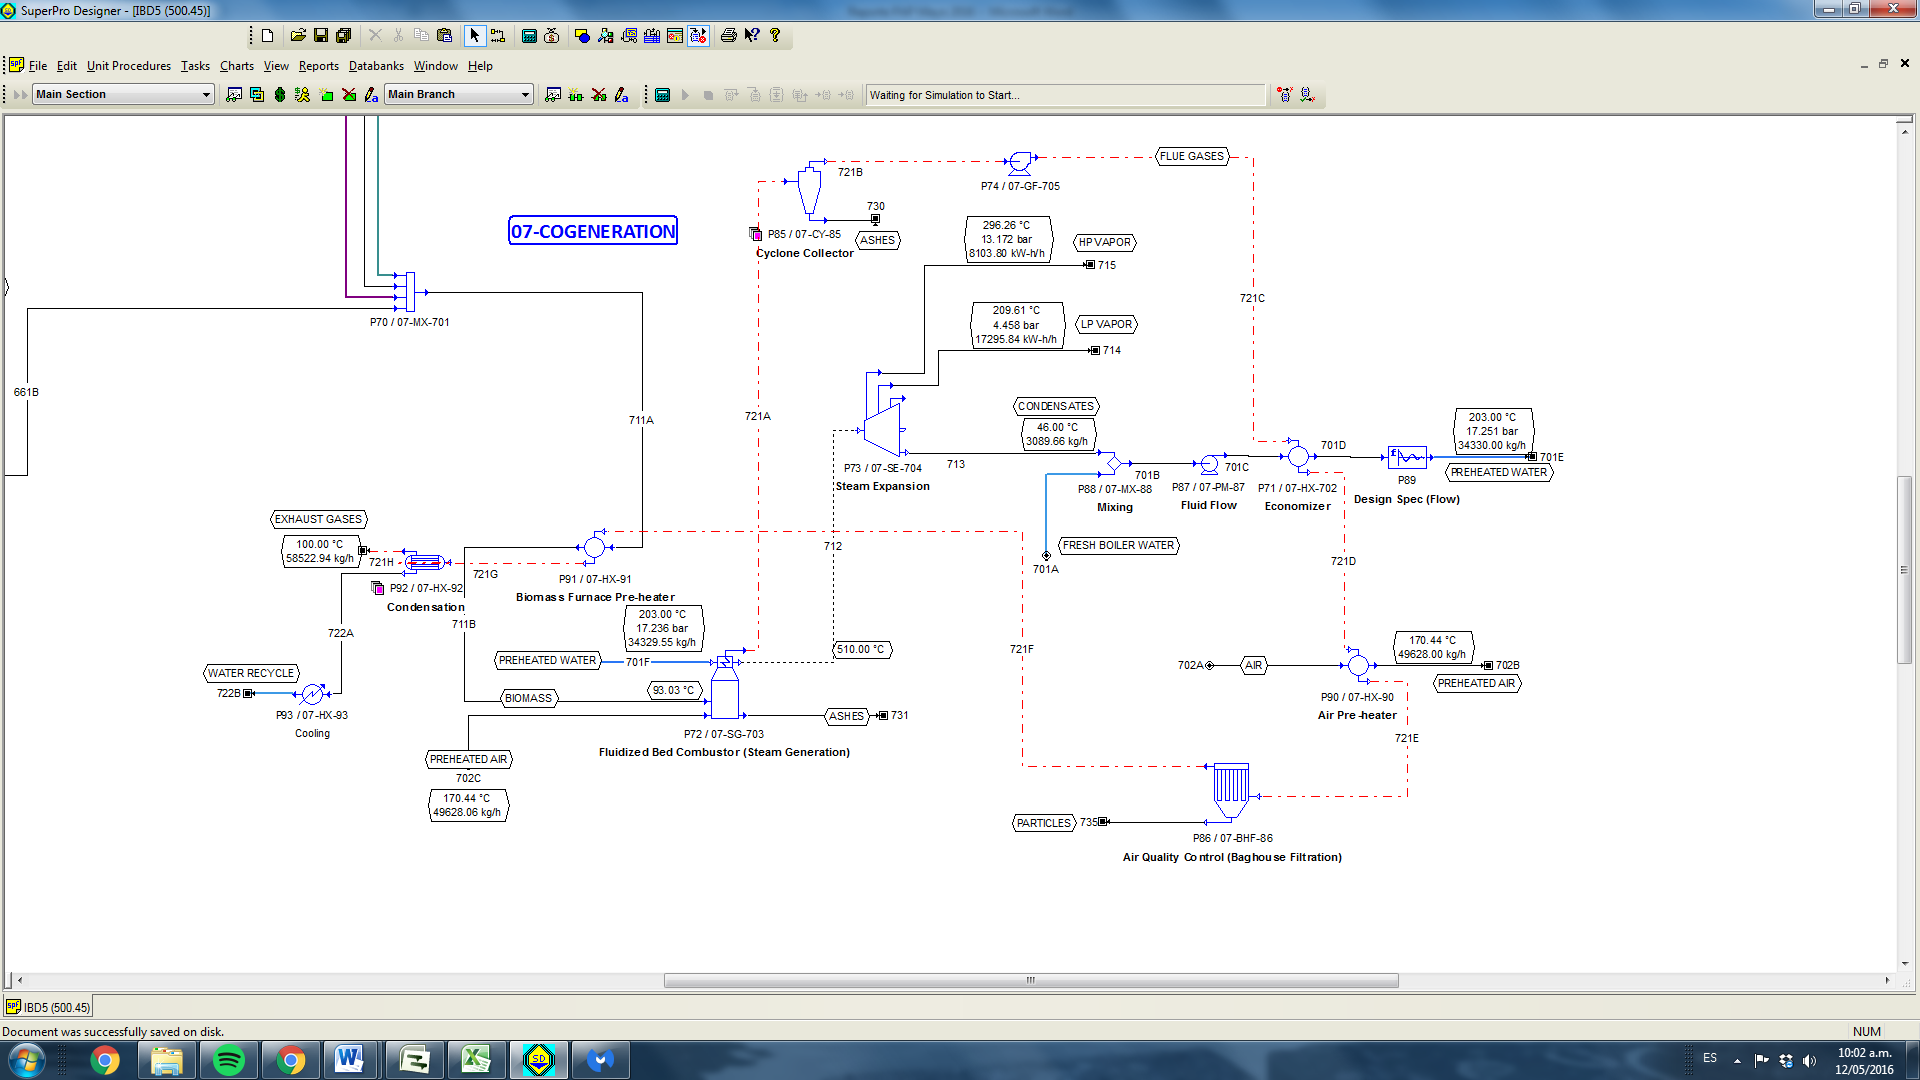 SuperPro Designer - [IBD5 (500.45)]
File Edit Unit Procedures Tasks Charts View Reports Databanks Window Help
Main Section
Main Branch
Waiting for Simulation to Start...
07-COGENERATION
P70 / 07-MX-701
661B
711A
721B
P74 / 07-GF-705
FLUE GASES
730
P85 / 07-CY-85
ASHES
Cyclone Collector
296.26 °C
13.172 bar
8103.80 kW-h/h
HP VAPOR
715
209.61 °C
4.458 bar
17295.84 kW-h/h
LP VAPOR
714
721C
721A
P73 / 07-SE-704
Steam Expansion
CONDENSATES
46.00 °C
3089.66 kg/h
713
701B
P88 / 07-MX-88
Mixing
701C
P87 / 07-PM-87
Fluid Flow
P71 / 07-HX-702
Economizer
701D
P89
Design Spec (Flow)
203.00 °C
17.251 bar
34330.00 kg/h
701E
PREHEATED WATER
EXHAUST GASES
100.00 °C
58522.94 kg/h
721H
P92 / 07-HX-92
Condensation
721G
P91 / 07-HX-91
Biomass Furnace Pre-heater
712
FRESH BOILER WATER
701A
721D
722A
711B
203.00 °C
17.236 bar
34329.55 kg/h
PREHEATED WATER
701F
510.00 °C
721F
WATER RECYCLE
722B
P93 / 07-HX-93
Cooling
BIOMASS
93.03 °C
ASHES
731
P72 / 07-SG-703
Fluidized Bed Combustor (Steam Generation)
PREHEATED AIR
702C
170.44 °C
49628.06 kg/h
702A
AIR
170.44 °C
49628.00 kg/h
702B
PREHEATED AIR
P90 / 07-HX-90
Air Pre-heater
721E
PARTICLES
735
P86 / 07-BHF-86
Air Quality Control (Baghouse Filtration)
IBD5 (500.45)
Document was successfully saved on disk.
NUM
ES
10:02 a.m.
12/05/2016